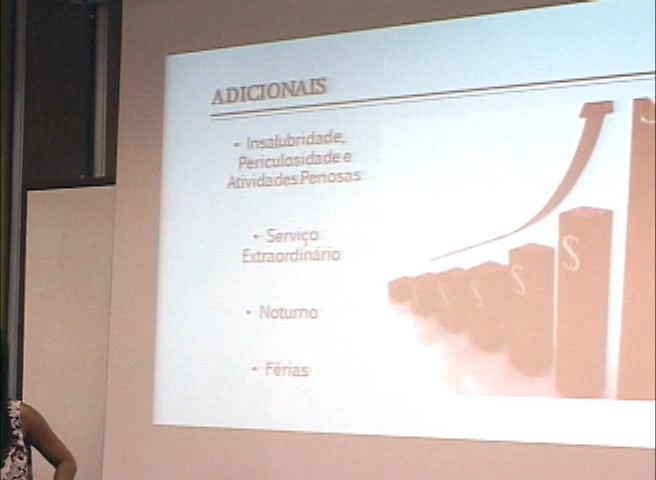 ADICIONAIS
• Insalubridade,
Periculosidade e
Atividades Penosas
• Serviço
Extraordinário
• Noturno
• Férias
$ $ $ $ $